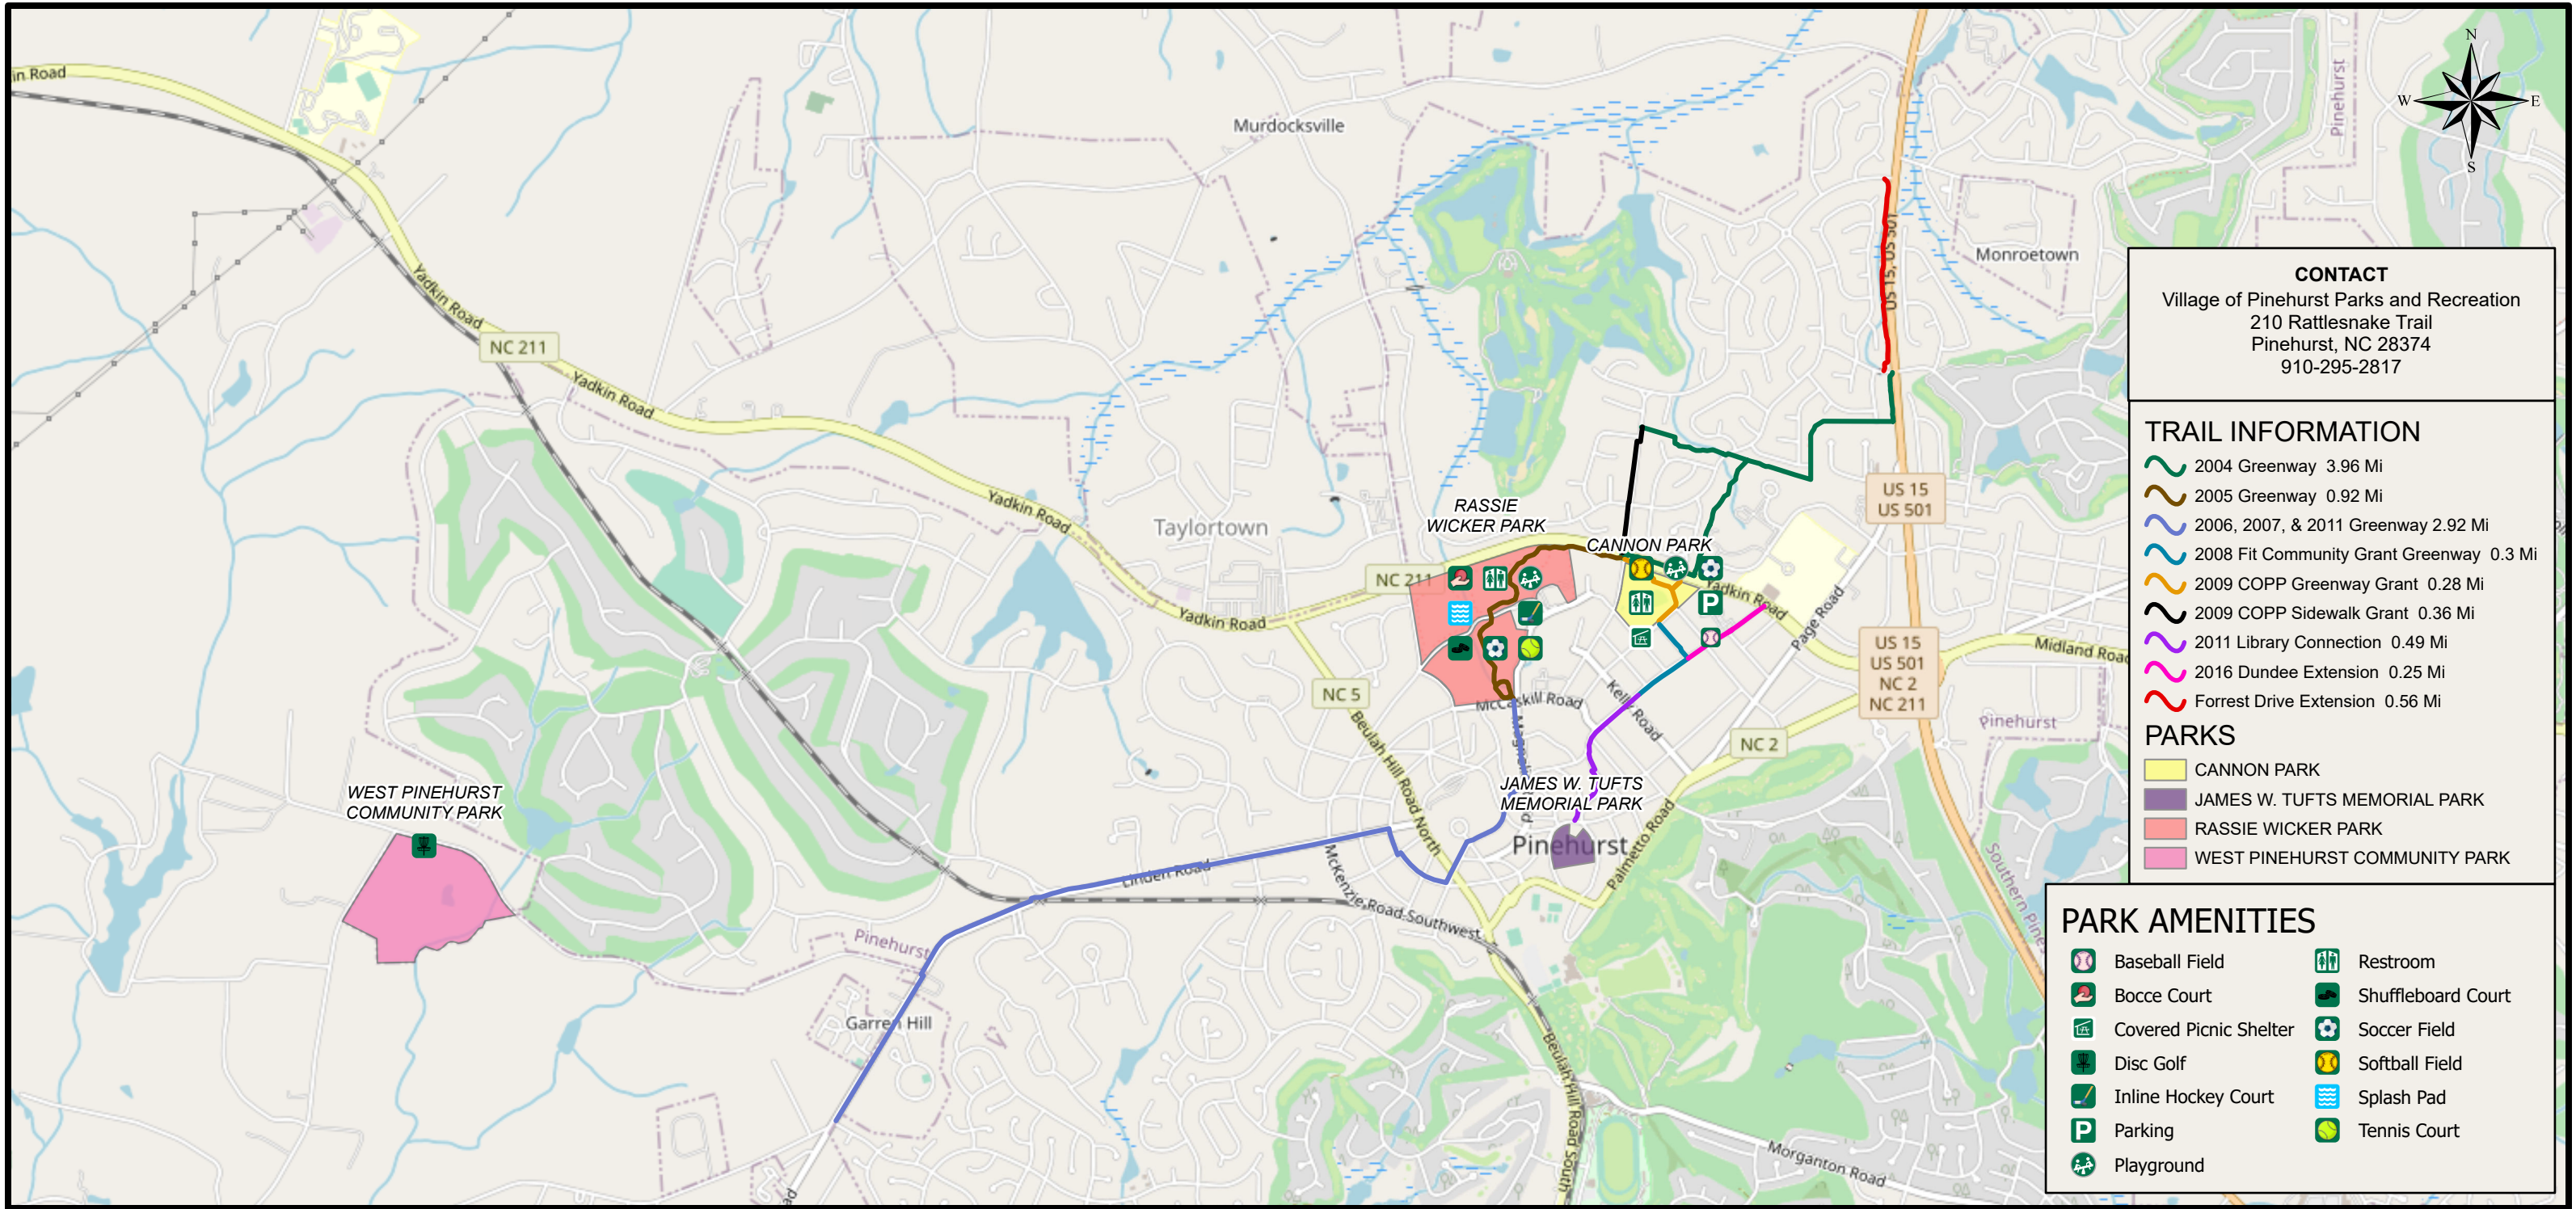 in Road
Murdocksville
Pinehurst
N
W
E
S
Monroetown
US 15, US 501
Yadkin Road
NC 211
Yadkin Road
Yadkin Road
Taylortown
RASSIE
WICKER PARK
CANNON PARK
NC 211
Yadkin Road
Yadkin Road
US 15
US 501
Page Road
US 15
US 501
NC 2
NC 211
Midland Road
Pinehurst
NC 5
McCaskill Road
Kelly Road
NC 2
Beulah Hill Road North
JAMES W. TUFTS
MEMORIAL PARK
Pinehurst
Palmetto Road
WEST PINEHURST
COMMUNITY PARK
Linden Road
McKenzie Road Southwest
Pinehurst
Garren Hill
Southern Pines
Beulah Hill Road South
Morganton Road
CONTACT
Village of Pinehurst Parks and Recreation
210 Rattlesnake Trail
Pinehurst, NC 28374
910-295-2817
TRAIL INFORMATION
2004 Greenway 3.96 Mi
2005 Greenway 0.92 Mi
2006, 2007, & 2011 Greenway 2.92 Mi
2008 Fit Community Grant Greenway 0.3 Mi
2009 COPP Greenway Grant 0.28 Mi
2009 COPP Sidewalk Grant 0.36 Mi
2011 Library Connection 0.49 Mi
2016 Dundee Extension 0.25 Mi
Forrest Drive Extension 0.56 Mi
PARKS
CANNON PARK
JAMES W. TUFTS MEMORIAL PARK
RASSIE WICKER PARK
WEST PINEHURST COMMUNITY PARK
PARK AMENITIES
Baseball Field
Bocce Court
Covered Picnic Shelter
Disc Golf
Inline Hockey Court
P Parking
Playground
Restroom
Shuffleboard Court
Soccer Field
Softball Field
Splash Pad
Tennis Court